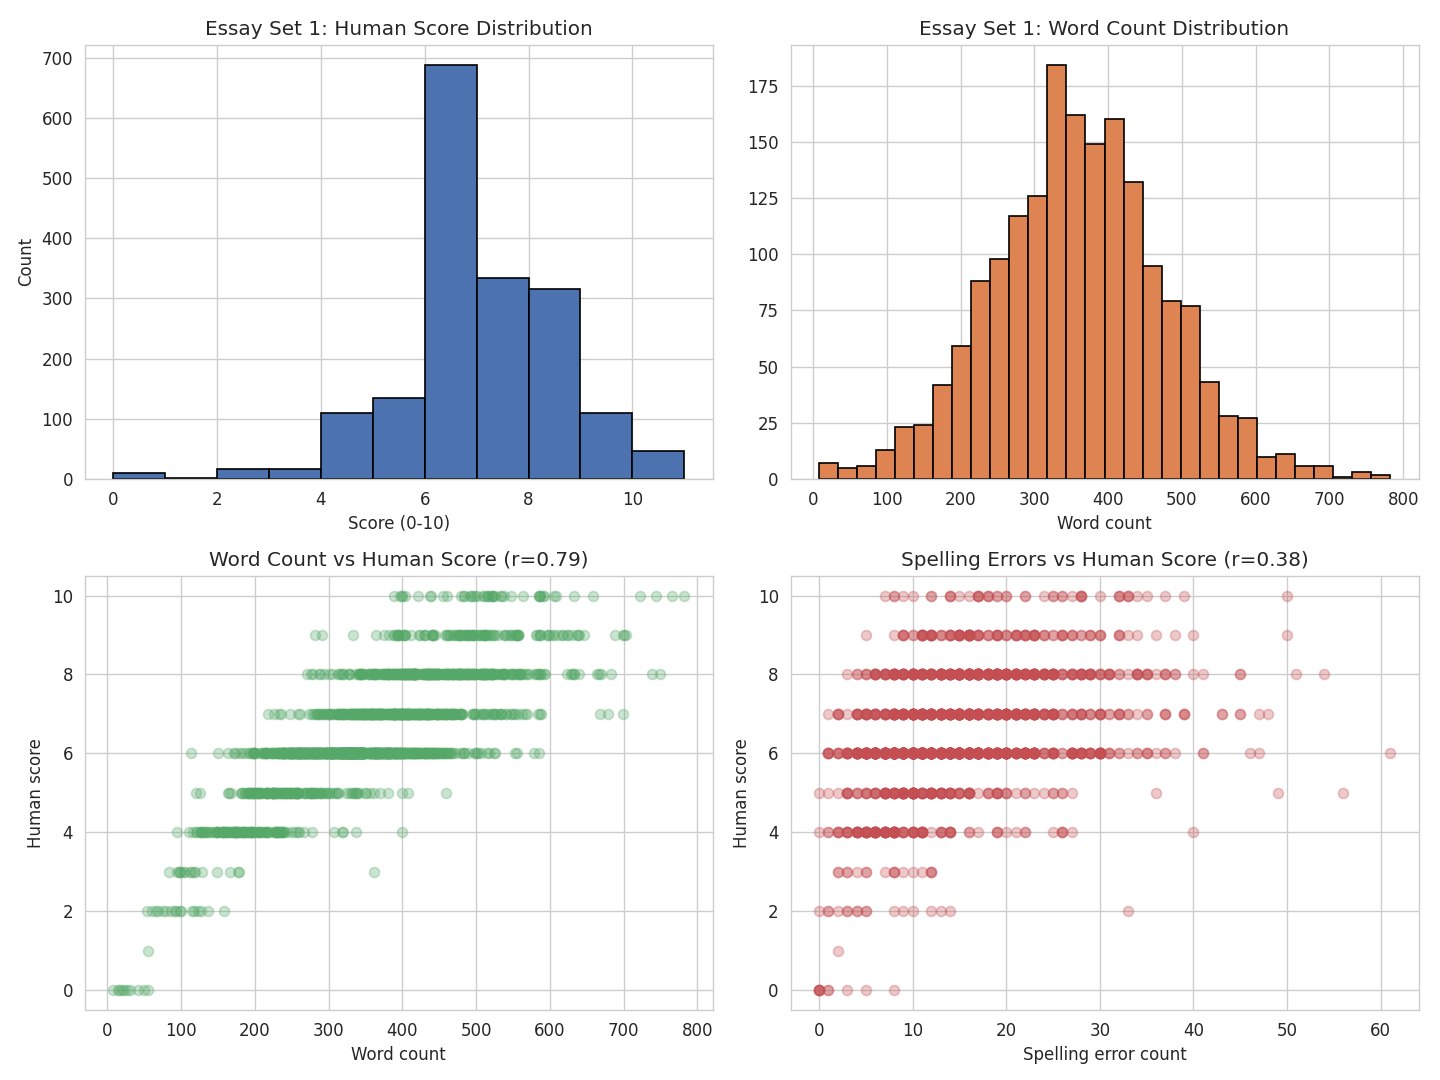 Essay Set 1: Human Score Distribution
700
600
500
400
300
200
100
0
Count
0 2 4 6 8 10
Score (0-10)
Essay Set 1: Word Count Distribution
175
150
125
100
75
50
25
0
0 100 200 300 400 500 600 700 800
Word count
Word Count vs Human Score (r=0.79)
10
8
6
4
2
0
Human score
0 100 200 300 400 500 600 700 800
Word count
Spelling Errors vs Human Score (r=0.38)
10
8
6
4
2
0
Human score
0 10 20 30 40 50 60
Spelling error count